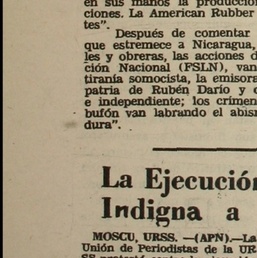 en sus manos la producció
ciones. La American Rubber
tes".
Después de comentar
que estremece a Nicaragua,
les y obreras, las acciones d
ción Nacional (FSLN), van
tiranía somocista, la emisora
patria de Rubén Darío y c
e independiente; los crímen
bufón van labrando el abism
dura".
La Ejecución
Indigna a
MOSCU, URSS. —(APN).—La
Unión de Periodistas de la UR